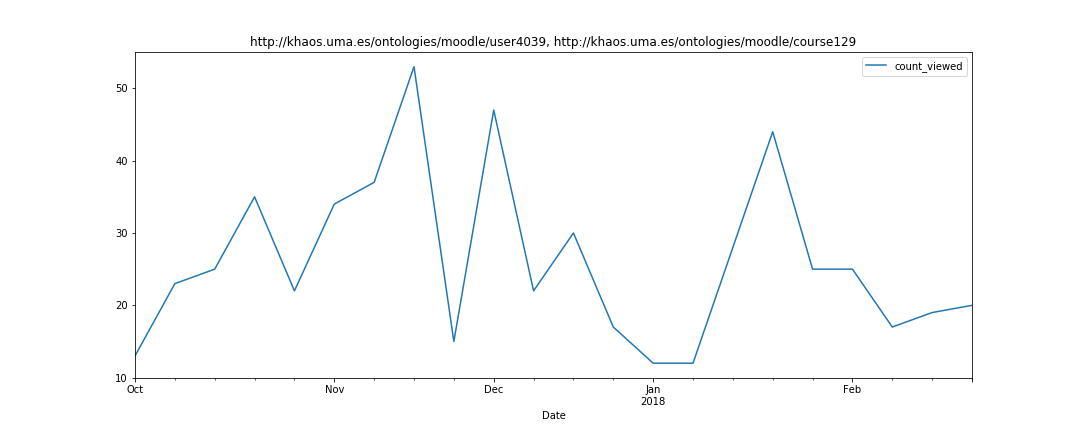 http://khaos.uma.es/ontologies/moodle/user4039, http://khaos.uma.es/ontologies/moodle/course129
count_viewed
50
40
30
20
10
Oct Nov Dec Jan Feb
2018
Date